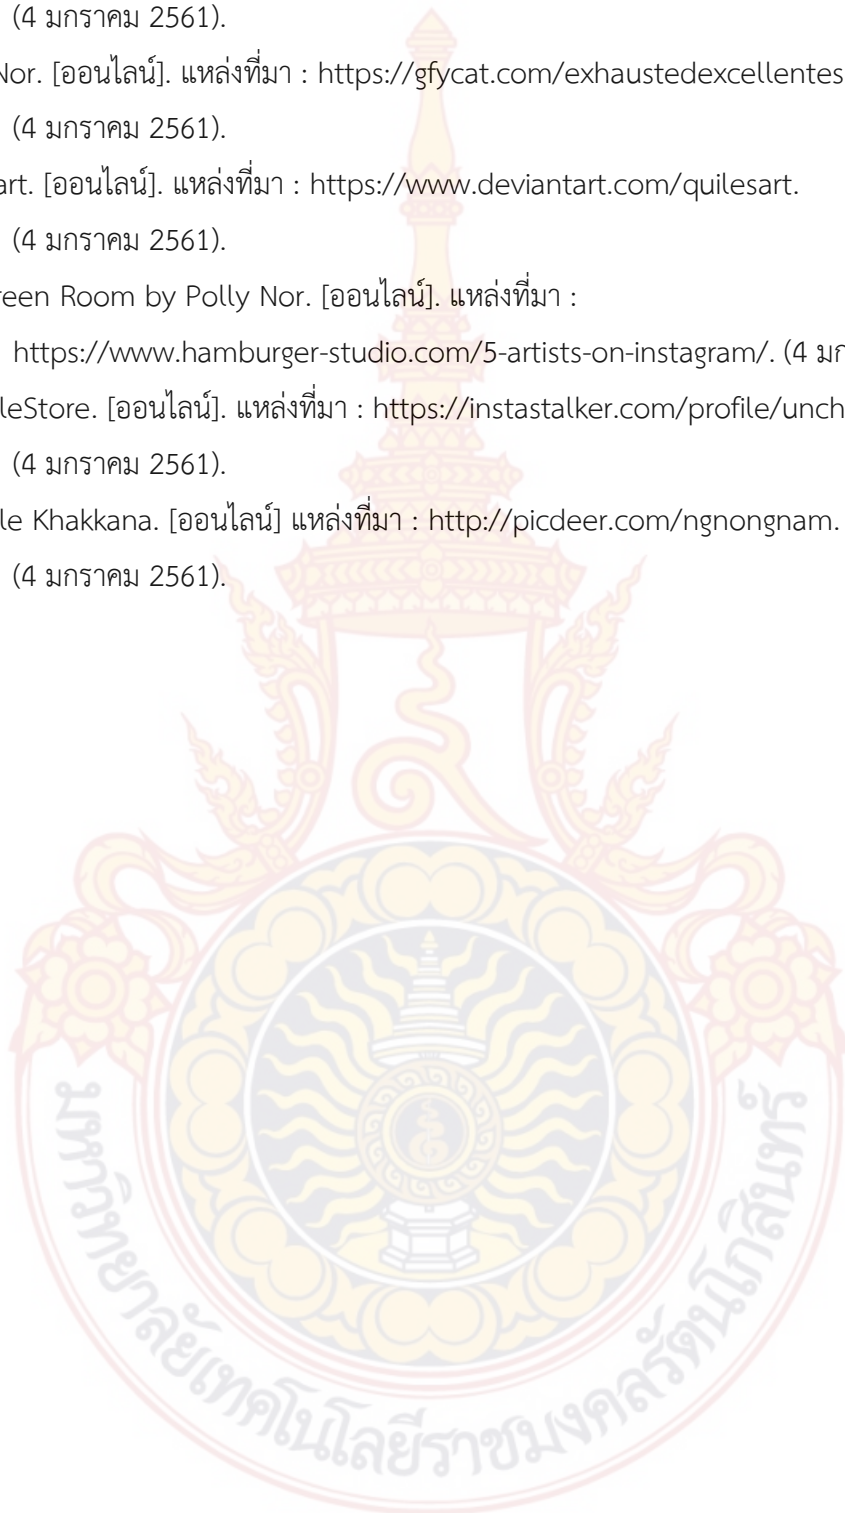 (4 มกราคม 2561).
Nor. [ออนไลน์]. แหล่งที่มา : https://gfycat.com/exhaustedexcellentes
(4 มกราคม 2561).
art. [ออนไลน์]. แหล่งที่มา : https://www.deviantart.com/quilesart.
(4 มกราคม 2561).
reen Room by Polly Nor. [ออนไลน์]. แหล่งที่มา :
https://www.hamburger-studio.com/5-artists-on-instagram/. (4 มก
leStore. [ออนไลน์]. แหล่งที่มา : https://instastalker.com/profile/unch
(4 มกราคม 2561).
le Khakkana. [ออนไลน์] แหล่งที่มา : http://picdeer.com/ngnongnam.
(4 มกราคม 2561).
มหาวิทยาลัยเทคโนโลยีราชมงคลรัตนโกสินทร์